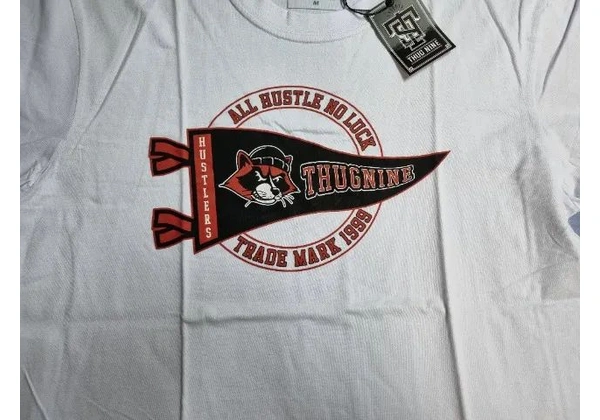 M
THUG NINE
ALL HUSTLE NO LUCK
HUSTLERS
THUGNINE
TRADE MARK 1999